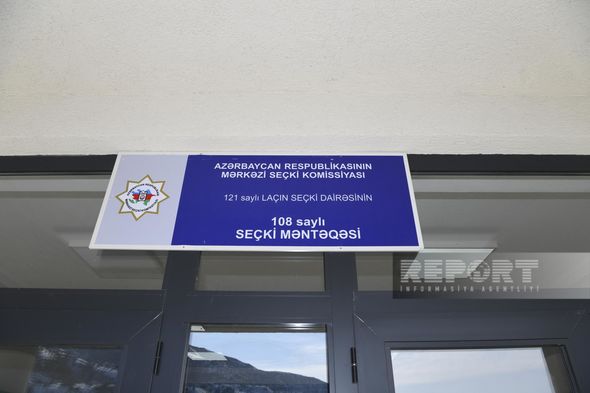 AZƏRBAYCAN RESPUBLİKASININ
MƏRKƏZİ SEÇKİ KOMİSSİYASI
121 saylı LAÇIN SEÇKİ DAİRƏSİNİN
108 saylı
SEÇKİ MƏNTƏQƏSİ
REPORT
İNFORMASİYA AGENTLİYİ